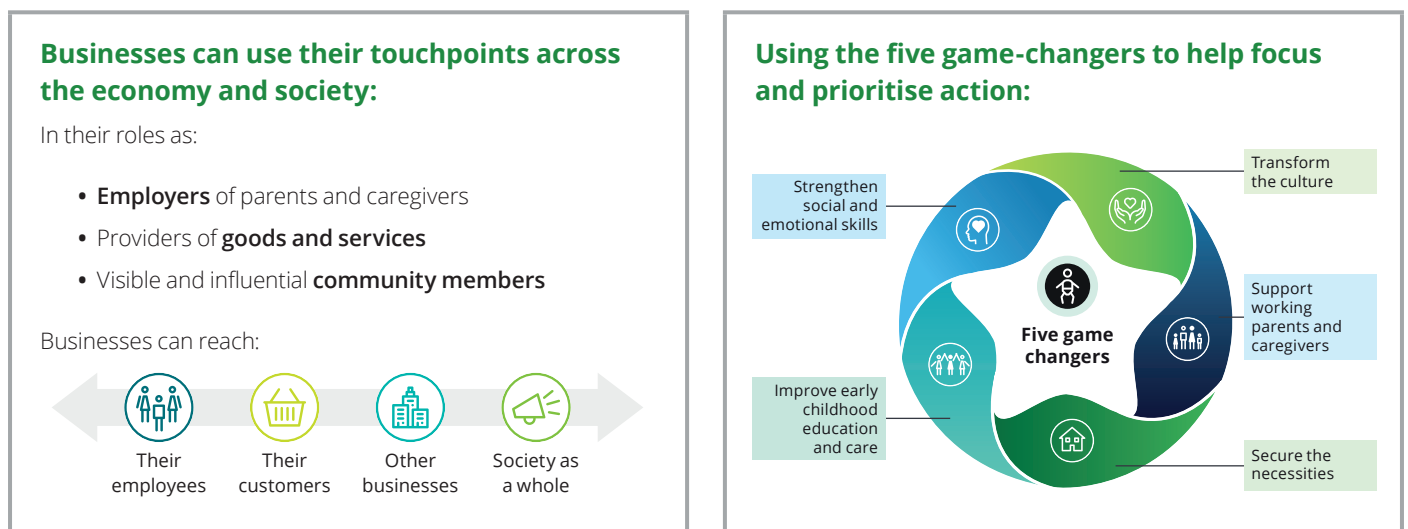 Businesses can use their touchpoints across
the economy and society:
In their roles as:
• Employers of parents and caregivers
• Providers of goods and services
• Visible and influential community members
Businesses can reach:
Their
employees
Their
customers
Other
businesses
Society as
a whole
Using the five game-changers to help focus
and prioritise action:
Strengthen
social and
emotional skills
Transform
the culture
Five game
changers
Support
working
parents and
caregivers
Improve early
childhood
education
and care
Secure the
necessities